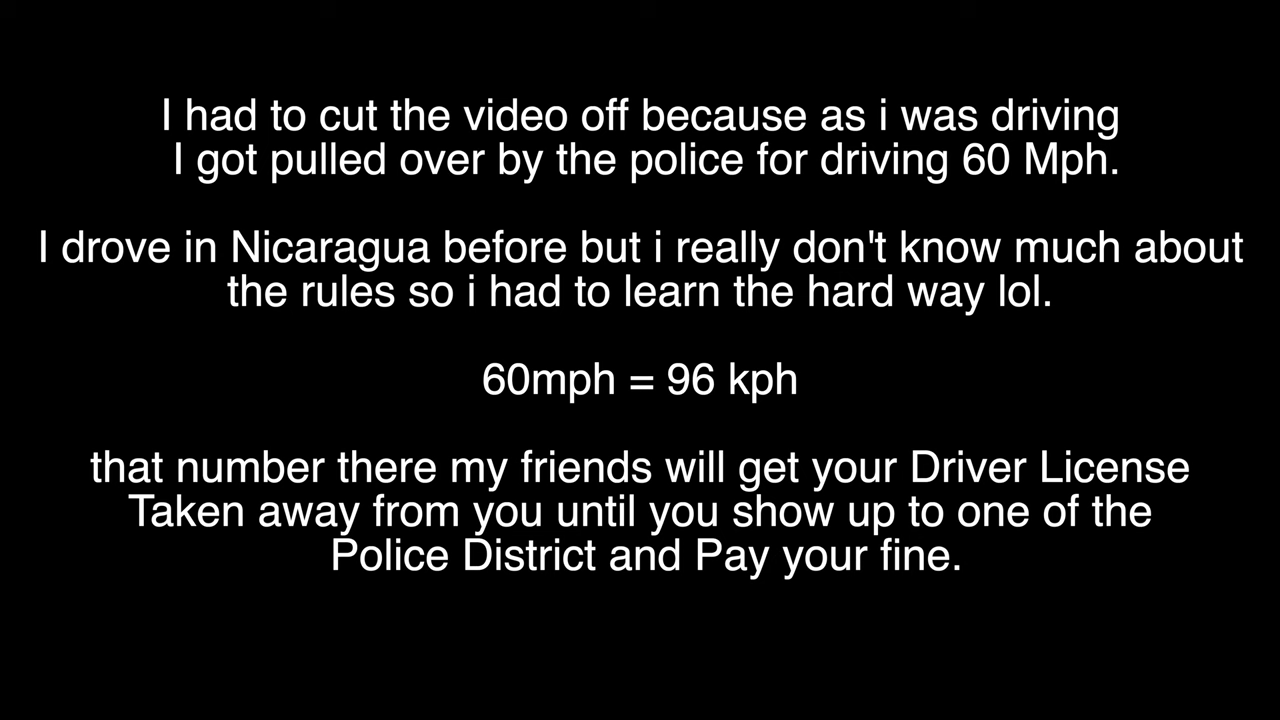 I had to cut the video off because as i was driving
I got pulled over by the police for driving 60 Mph.
I drove in Nicaragua before but i really don't know much about
the rules so i had to learn the hard way lol.
60mph = 96 kph
that number there my friends will get your Driver License
Taken away from you until you show up to one of the
Police District and Pay your fine.